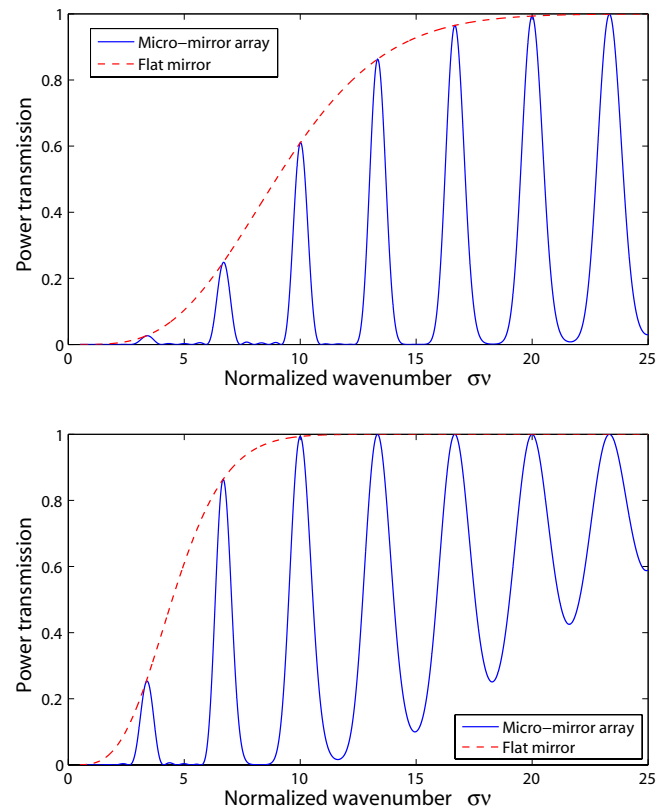 1
0.8
0.6
0.4
0.2
0
Power transmission
Micro−mirror array
Flat mirror
0 5 10 15 20 25
Normalized wavenumber σν
1
0.8
0.6
0.4
0.2
0
Power transmission
Micro−mirror array
Flat mirror
0 5 10 15 20 25
Normalized wavenumber σν